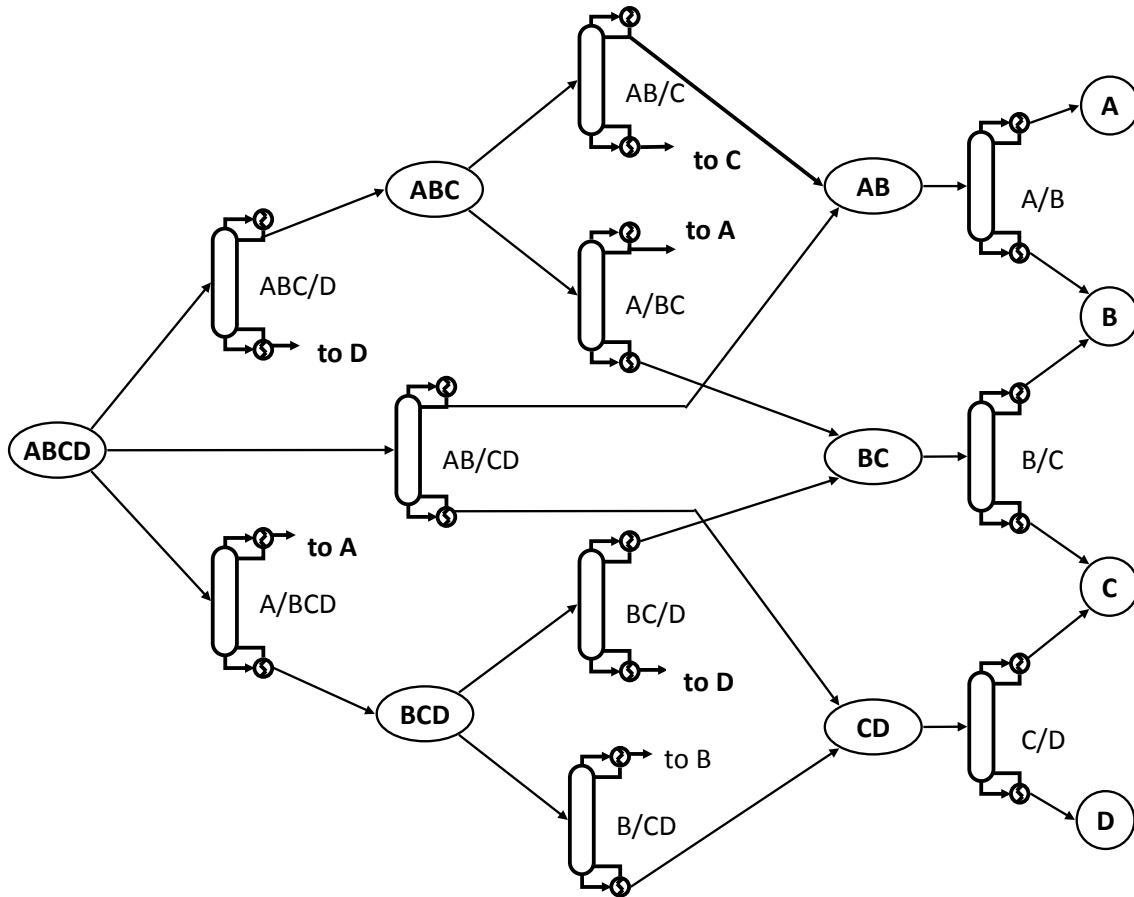 AB/C
to C
ABC
AB
A
A/B
to A
ABC/D
A/BC
B
to D
ABCD
AB/CD
BC
B/C
to A
A/BCD
BC/D
C
to D
BCD
CD
C/D
to B
B/CD
D